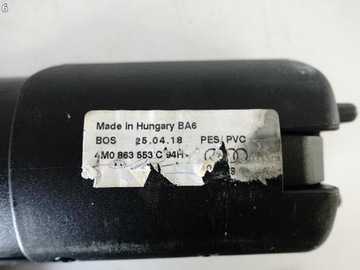 6
Made in Hungary BA6
BOS 25.04.18 PES/PVC
4M0 863 553 C 94H